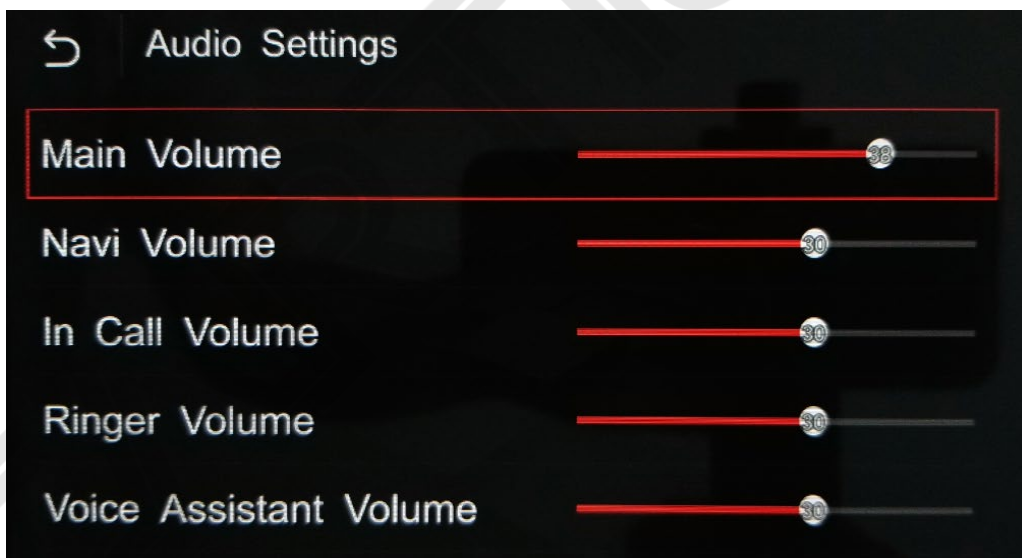 Audio Settings
Main Volume 38
Navi Volume 30
In Call Volume 30
Ringer Volume 30
Voice Assistant Volume 30